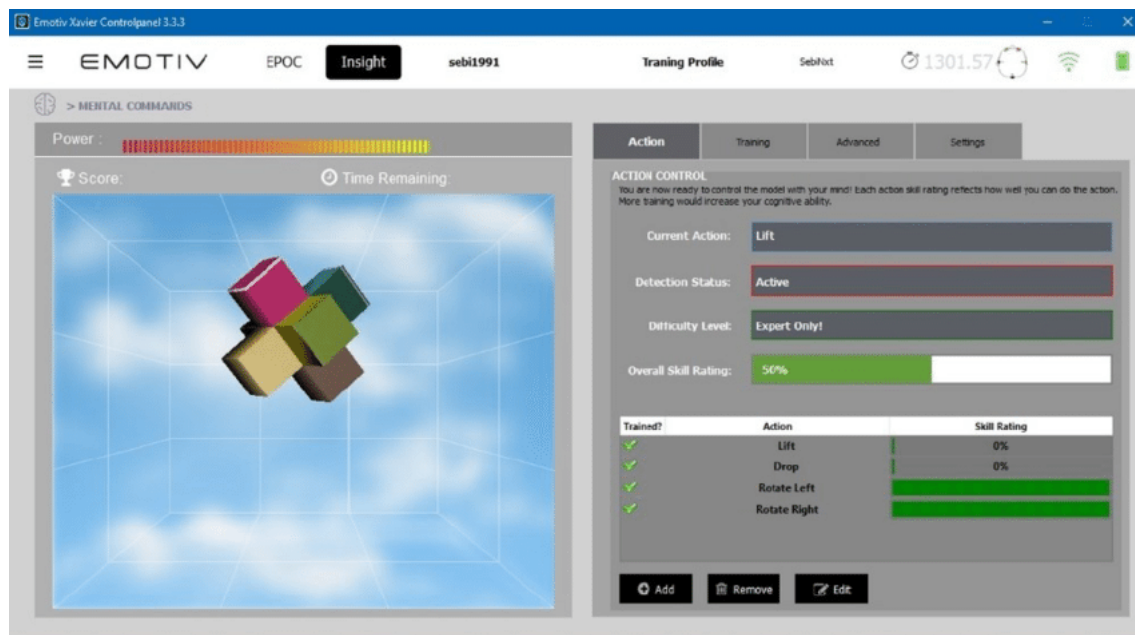 Emotiv Xavier Controlpanel 3.3.3
EMOTIV EPOC Insight sebi1991 Traning Profile SebiNxt 1301.57
> MENTAL COMMANDS
Power :
Score: Time Remaining:
Action Training Advanced Settings
ACTION CONTROL
You are now ready to control the model with your mind! Each action skill rating reflects how well you can do the action.
More training would increase your cognitive ability.
Current Action: Lift
Detection Status: Active
Difficulty Level: Expert Only!
Overall Skill Rating: 50%
Trained? Action Skill Rating
Lift 0%
Drop 0%
Rotate Left
Rotate Right
Add Remove Edit